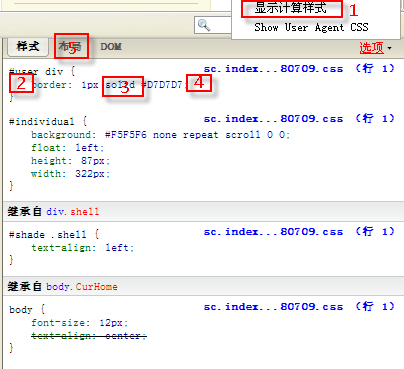 显示计算样式 1
Show User Agent CSS
样式 5 DOM
选项
#user div {
sc.index...80709.css (行 1)
2 border: 1px 3 #D7D7D7; 4
}
#individual {
sc.index...80709.css (行 1)
background: #F5F5F6 none repeat scroll 0 0;
float: left;
height: 87px;
width: 322px;
}
继承自 div.shell
#shade .shell {
sc.index...80709.css (行 1)
text-align: left;
}
继承自 body.CurHome
body {
sc.index...80709.css (行 1)
font-size: 12px;
text-align: center;
}